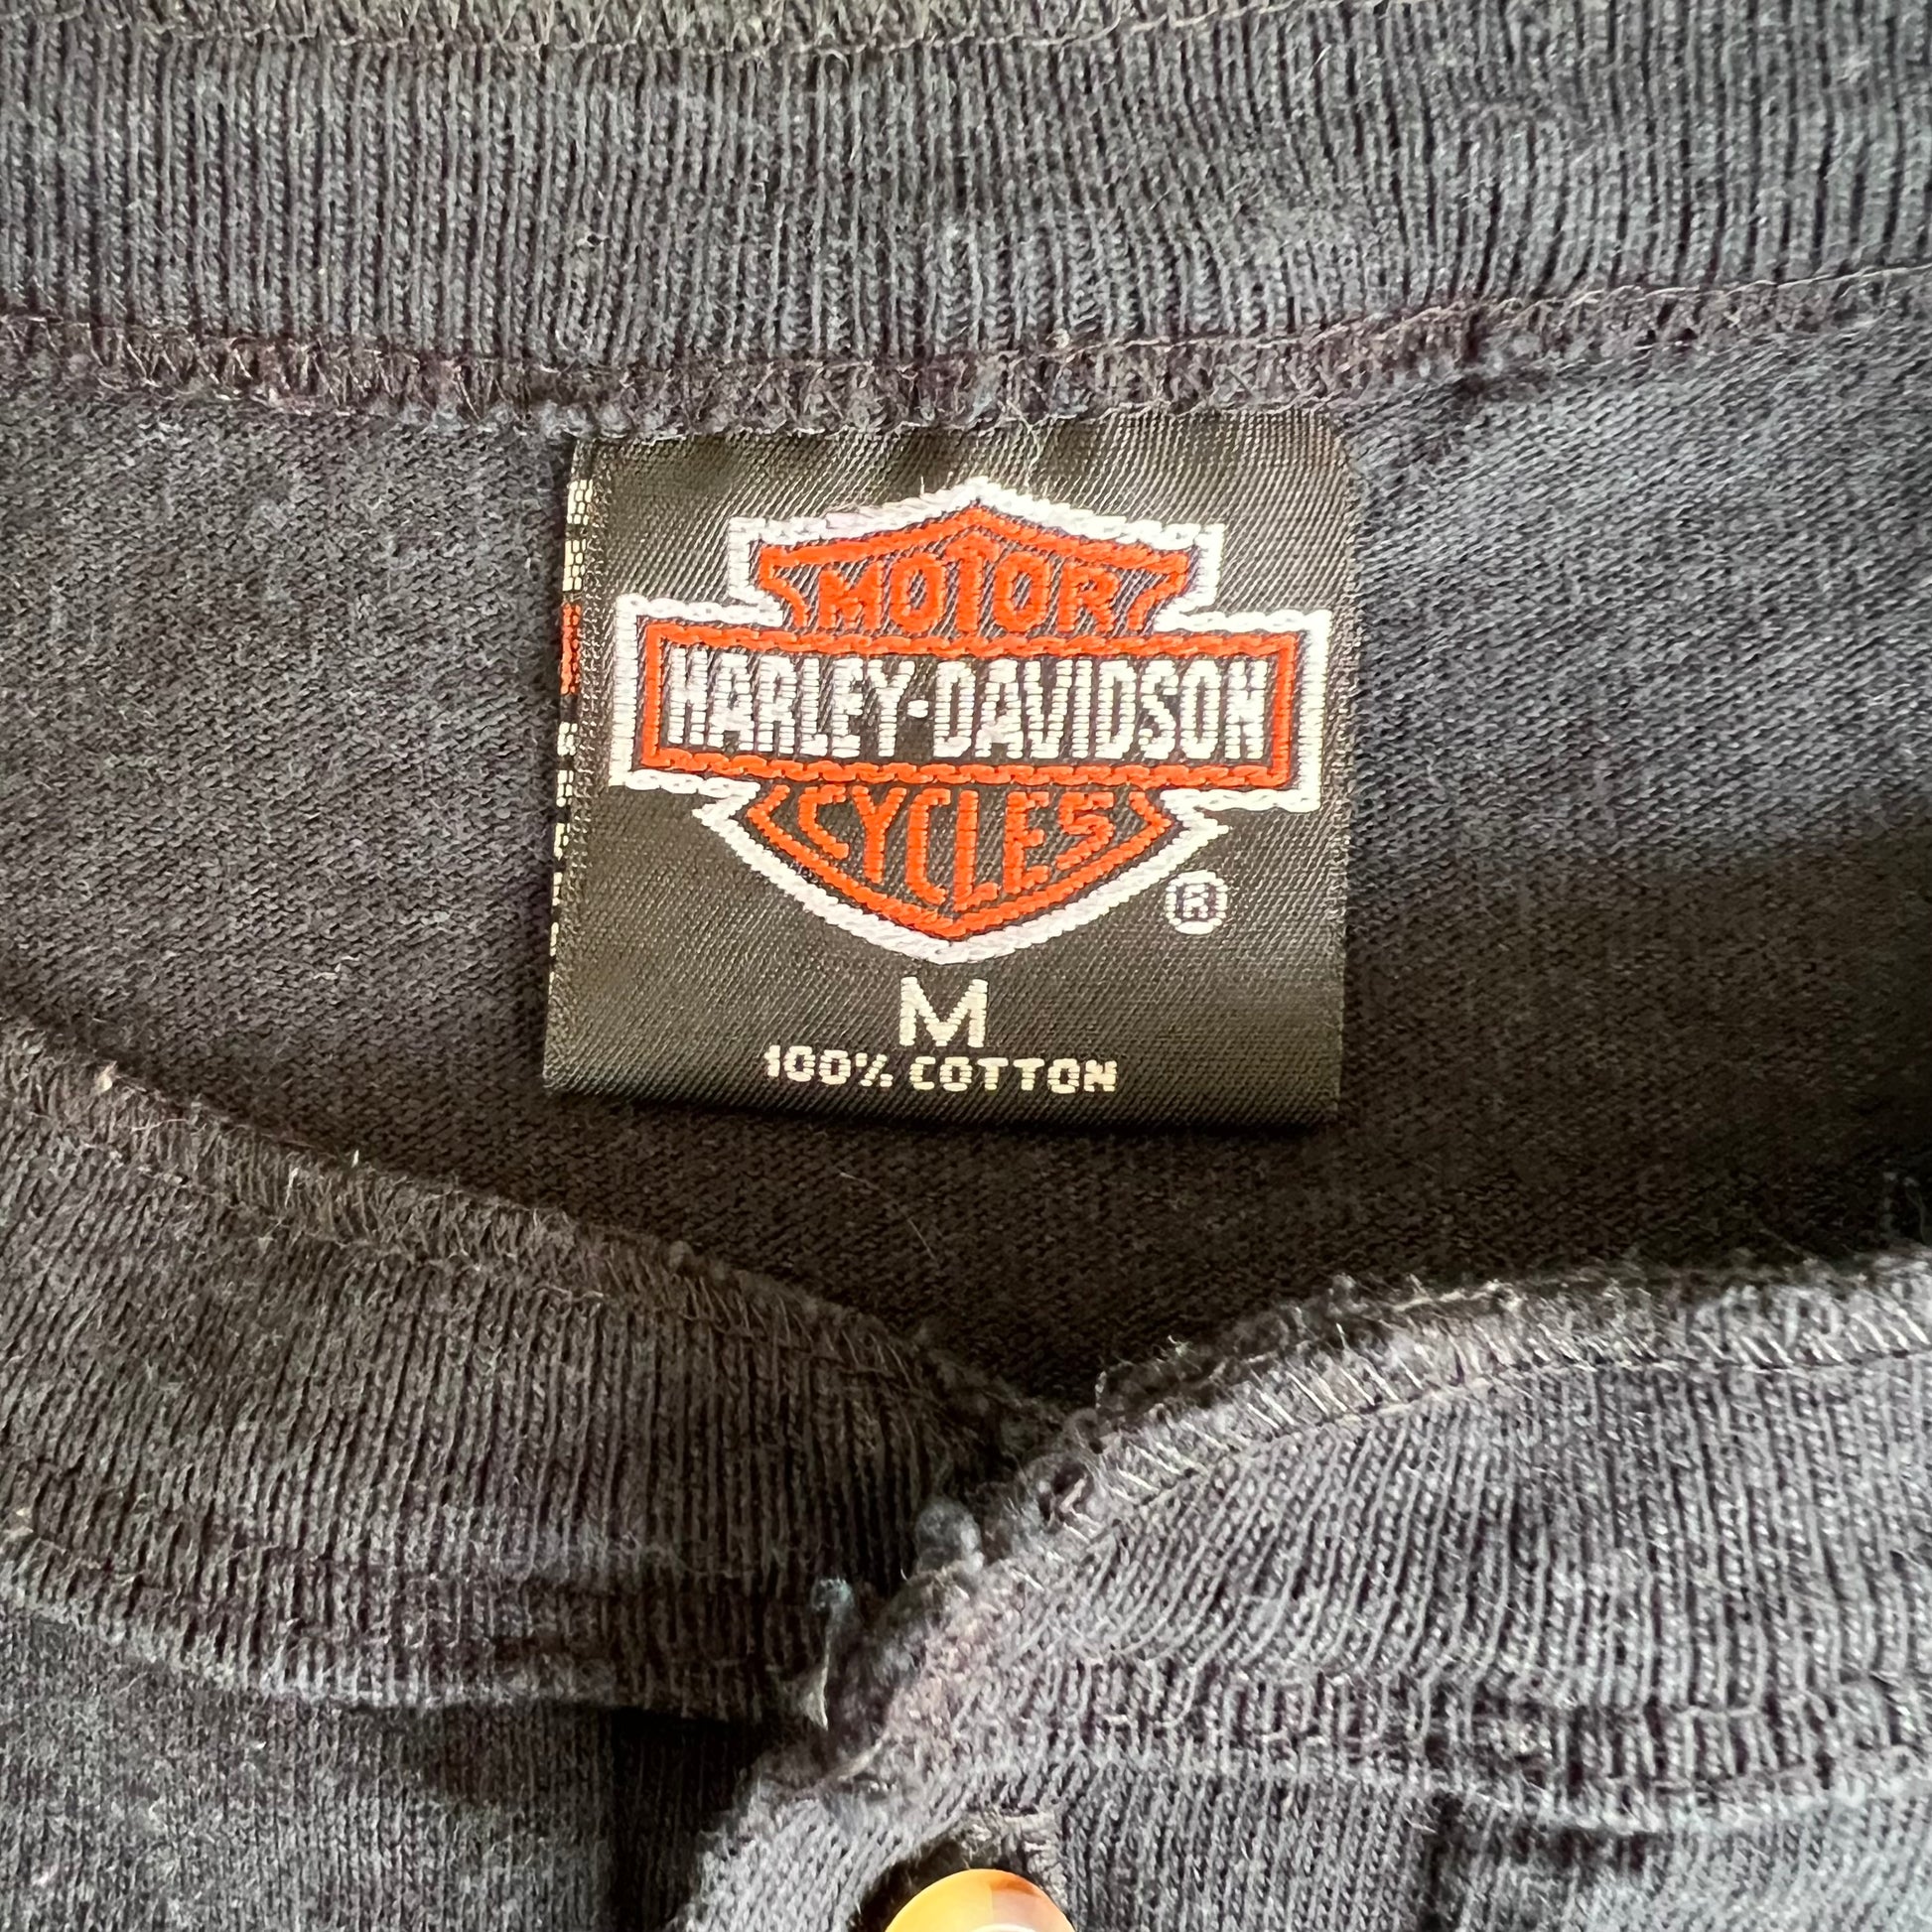 MOTOR
HARLEY-DAVIDSON
CYCLES
®
M
100% COTTON